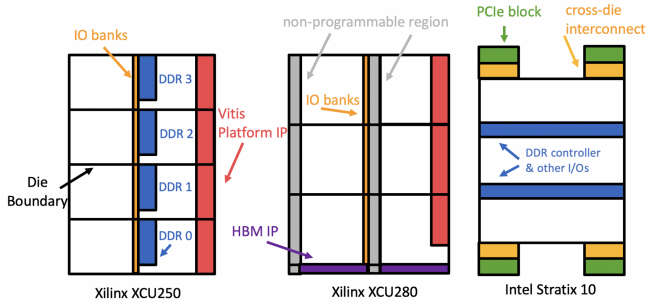 IO banks
DDR 3
DDR 2
DDR 1
DDR 0
Vitis
Platform IP
Die
Boundary
Xilinx XCU250
non-programmable region
IO banks
HBM IP
Xilinx XCU280
PCIe block
cross-die
interconnect
DDR controller
& other I/Os
Intel Stratix 10